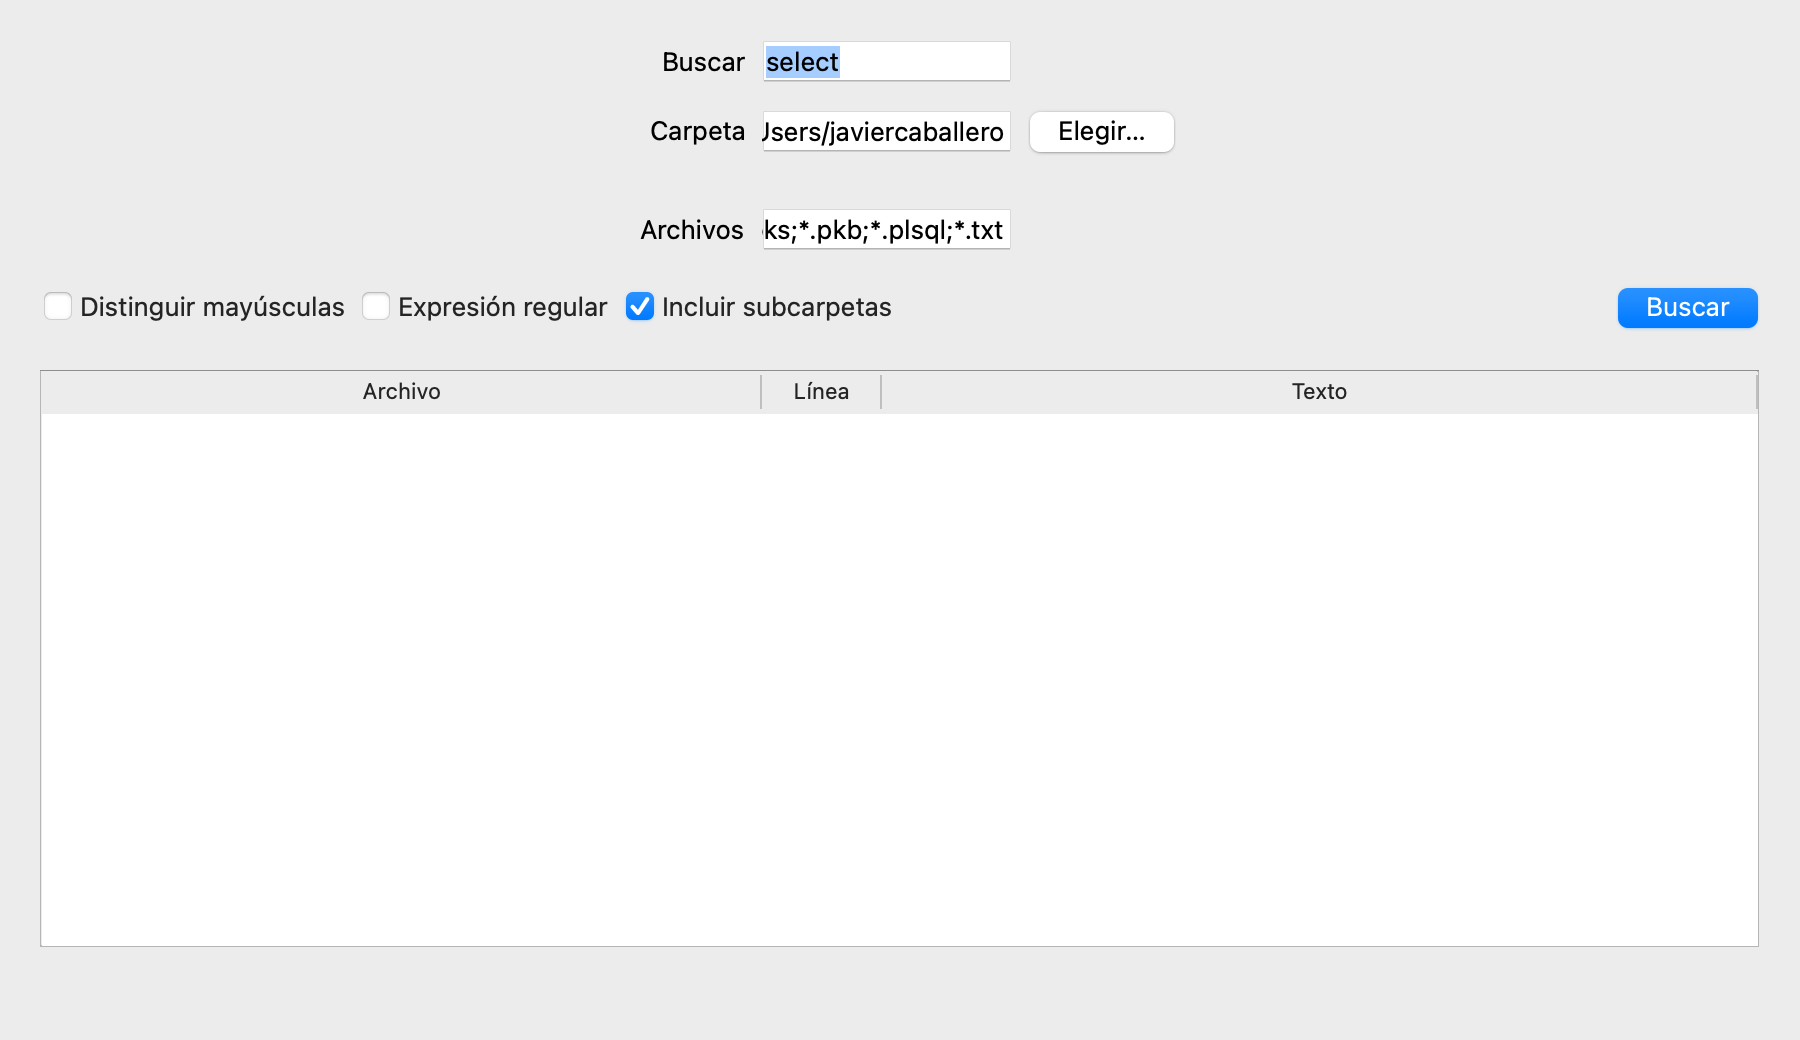 Buscar select
Carpeta Users/javiercaballero Elegir...
Archivos ks;*.pkb;*.plsql;*.txt
Distinguir mayúsculas Expresión regular Incluir subcarpetas Buscar
Archivo Línea Texto